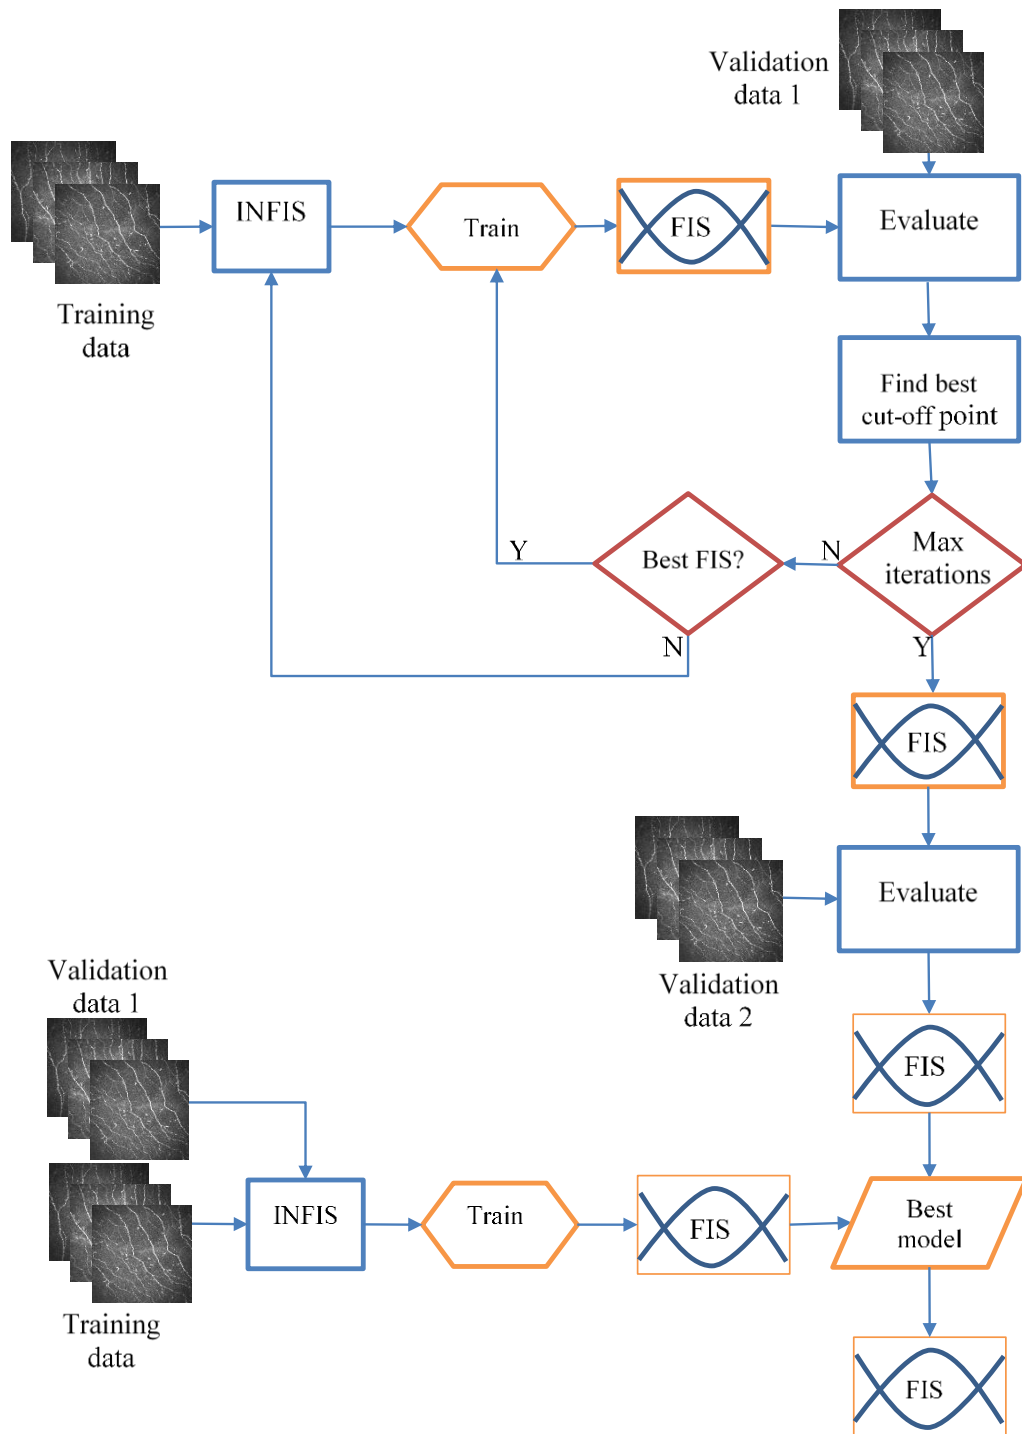 Validation
data 1
Training
data
INFIS
Train
FIS
Evaluate
Find best
cut-off point
Max
iterations
N
Best FIS?
Y
N
Y
FIS
Validation
data 2
Evaluate
FIS
Validation
data 1
Training
data
INFIS
Train
FIS
Best
model
FIS